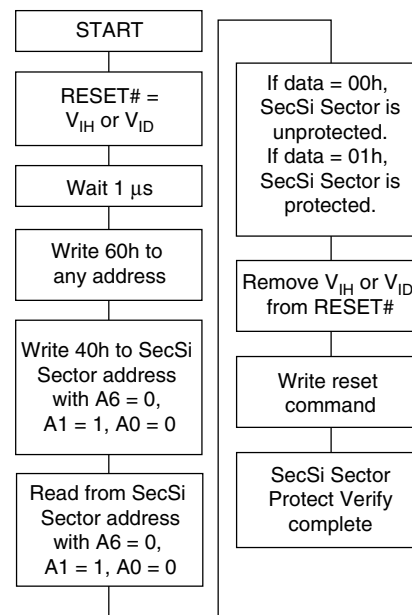 START
RESET# =
V_IH or V_ID
Wait 1 μs
Write 60h to
any address
Write 40h to SecSi
Sector address
with A6 = 0,
A1 = 1, A0 = 0
Read from SecSi
Sector address
with A6 = 0,
A1 = 1, A0 = 0
If data = 00h,
SecSi Sector is
unprotected.
If data = 01h,
SecSi Sector is
protected.
Remove V_IH or V_ID
from RESET#
Write reset
command
SecSi Sector
Protect Verify
complete